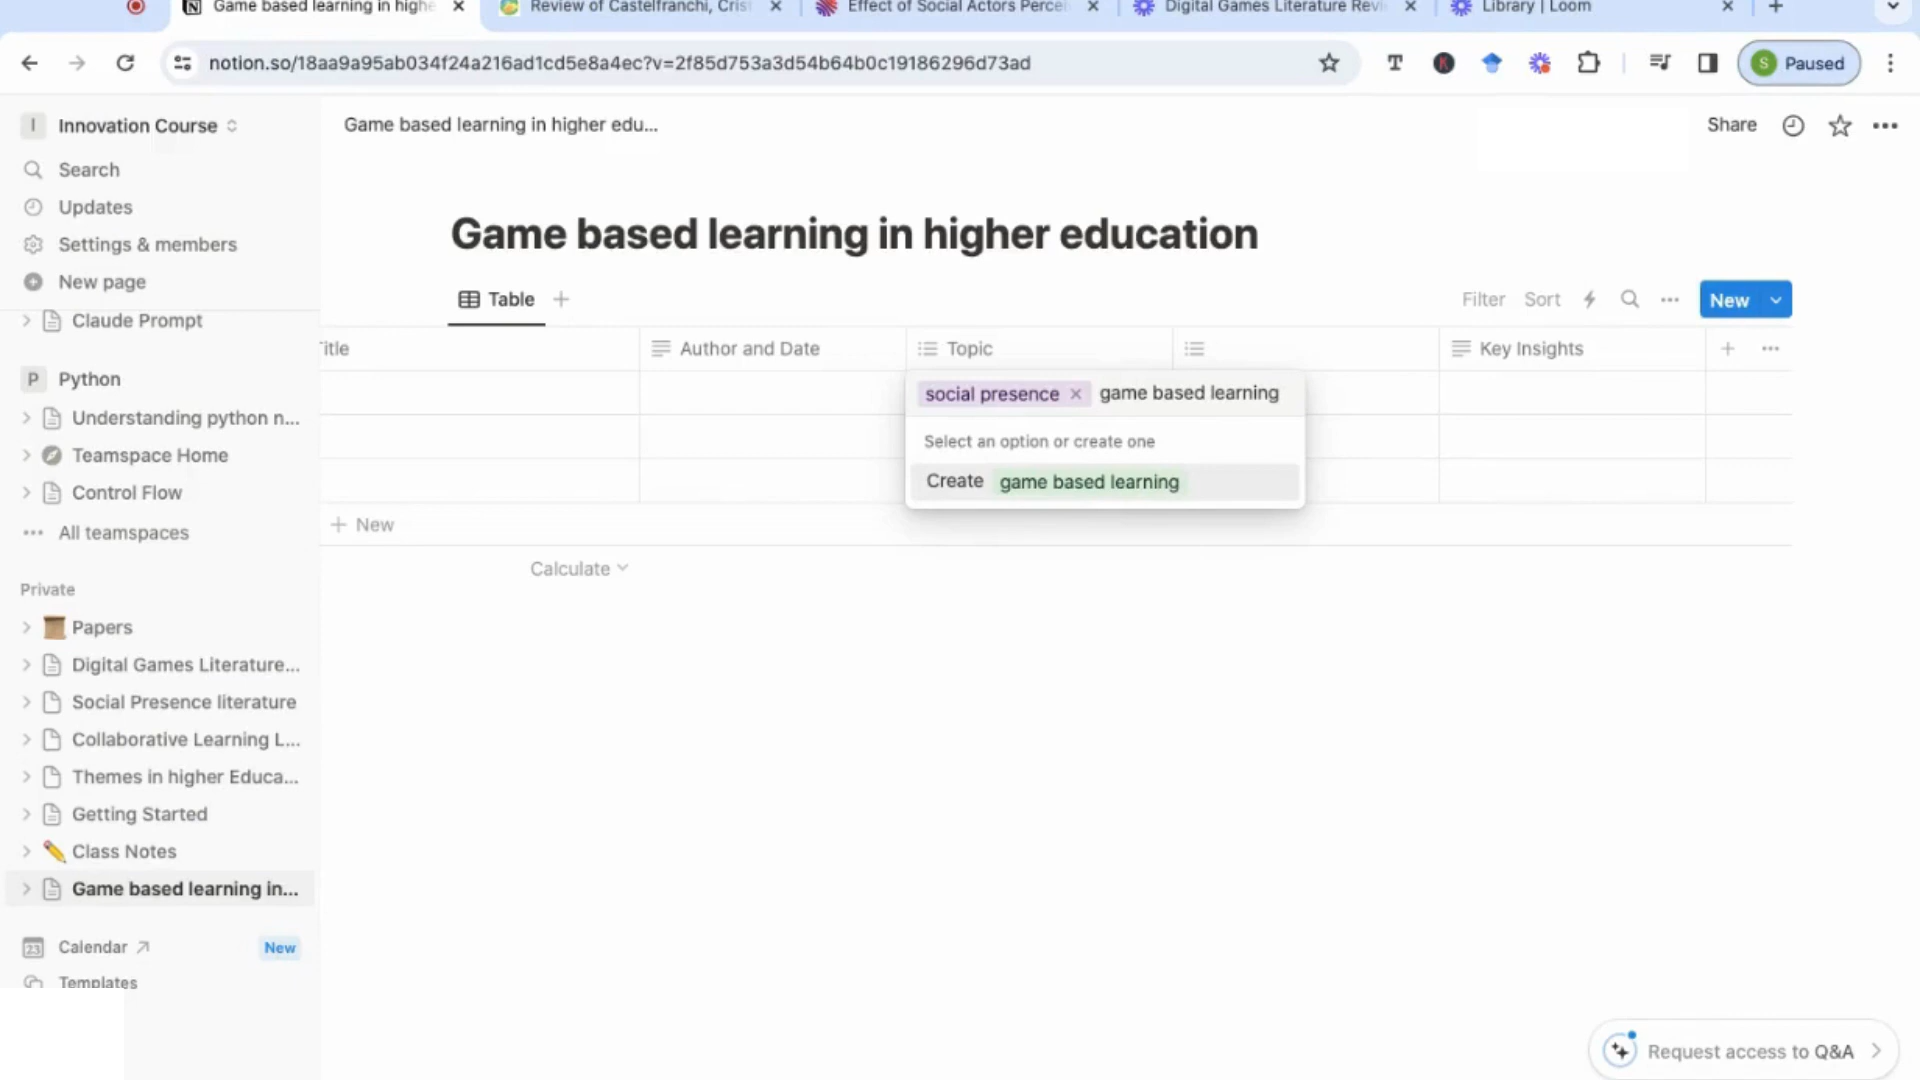 Game based learning in highe
Review of Castelfranchi, Crist
Effect of Social Actors Percei
Digital Games Literature Revi
Library | Loom
notion.so/18aa9a95ab034f24a216ad1cd5e8a4ec?v=2f85d753a3d54b64b0c19186296d73ad
S Paused
I Innovation Course
Search
Updates
Settings & members
New page
Claude Prompt
P Python
Understanding python n...
Teamspace Home
Control Flow
All teamspaces
Private
Papers
Digital Games Literature...
Social Presence literature
Collaborative Learning L...
Themes in higher Educa...
Getting Started
Class Notes
Game based learning in...
23 Calendar New
Templates
Game based learning in higher edu...
Share
Game based learning in higher education
Table
Filter Sort New
Title Author and Date Topic Key Insights
social presence game based learning
Select an option or create one
Create game based learning
+ New
Calculate
Request access to Q&A